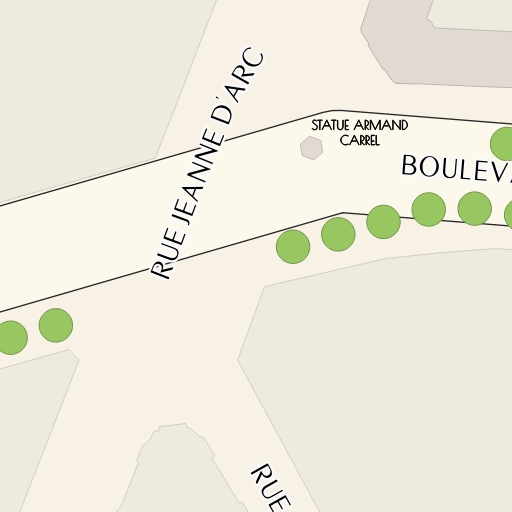 RUE JEANNE D'ARC
STATUE ARMAND
CARREL
BOULEVA
RUE